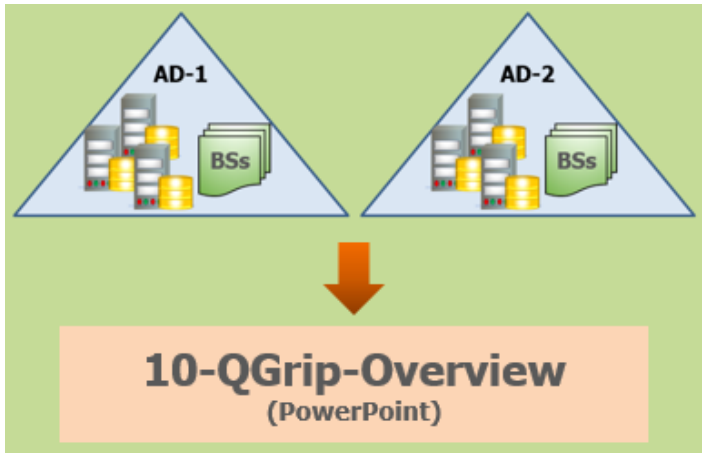 AD-1
AD-2
BSs
BSs
10-QGrip-Overview
(PowerPoint)